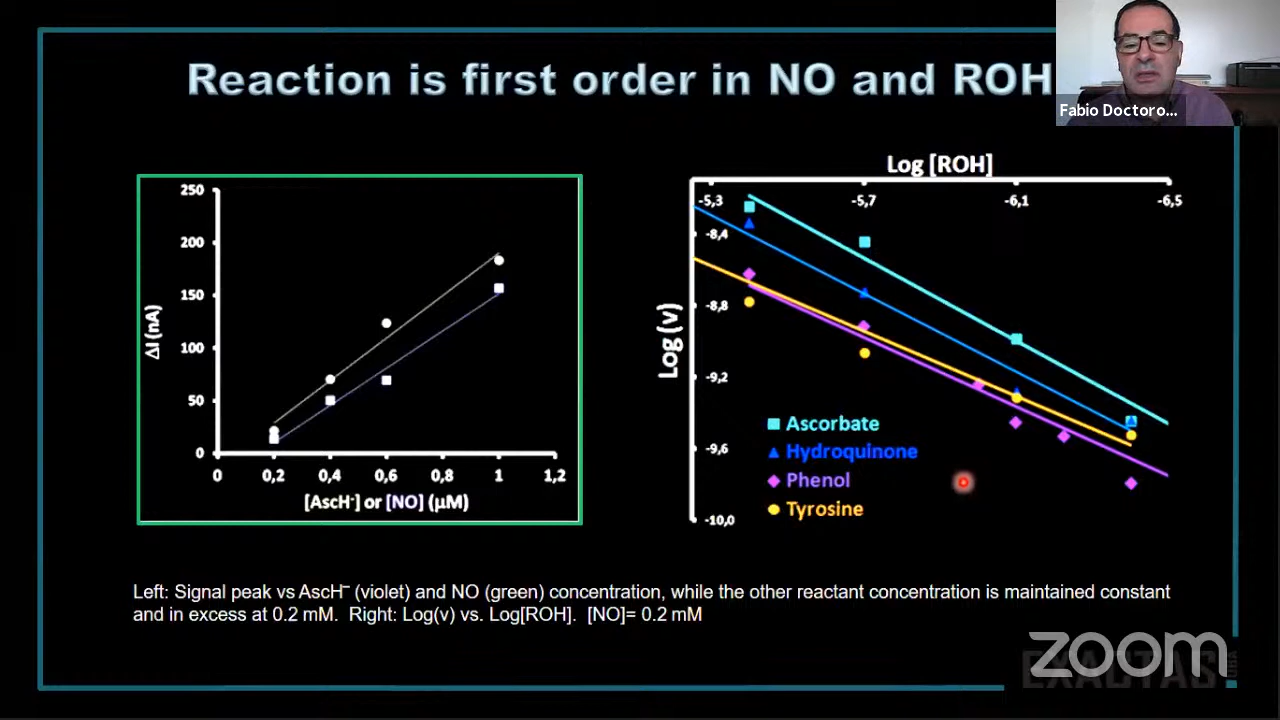 Reaction is first order in NO and ROH
Fabio Doctoro...
250
200
150
100
50
0
ΔI (nA)
0 0,2 0,4 0,6 0,8 1 1,2
[AscH-] or [NO] (µM)
Log [ROH]
-5,3 -5,7 -6,1 -6,5
-8,4
-8,8
-9,2
-9,6
-10,0
Log (v)
Ascorbate
Hydroquinone
Phenol
Tyrosine
Left: Signal peak vs AscH– (violet) and NO (green) concentration, while the other reactant concentration is maintained constant
and in excess at 0.2 mM. Right: Log(v) vs. Log[ROH]. [NO]= 0.2 mM
zoom
EXACTAS